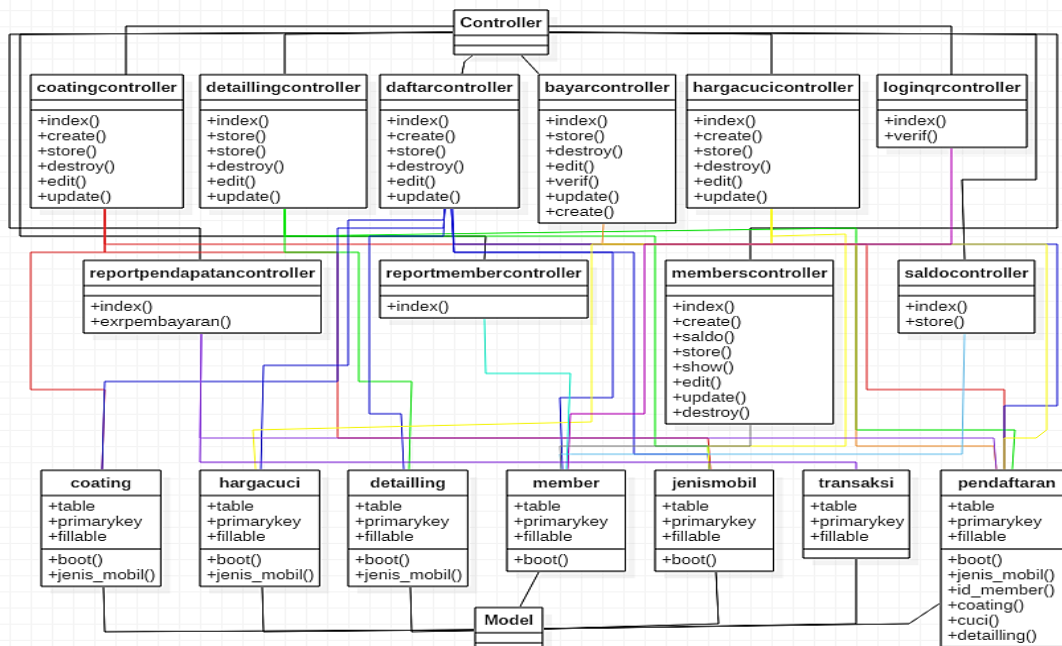 Controller
coatingcontroller
+index()
+create()
+store()
+destroy()
+edit()
+update()
detaillingcontroller
+index()
+store()
+store()
+destroy()
+edit()
+update()
daftarcontroller
+index()
+create()
+store()
+destroy()
+edit()
+update()
bayarcontroller
+index()
+store()
+destroy()
+edit()
+verif()
+update()
+create()
hargacucicontroller
+index()
+create()
+store()
+destroy()
+edit()
+update()
loginqrcontroller
+index()
+verif()
reportpendapatancontroller
+index()
+exrpembayaran()
reportmembercontroller
+index()
memberscontroller
+index()
+create()
+saldo()
+store()
+show()
+edit()
+update()
+destroy()
saldocontroller
+index()
+store()
coating
+table
+primarykey
+fillable
+boot()
+jenis_mobil()
hargacuci
+table
+primarykey
+fillable
+boot()
+jenis_mobil()
detailling
+table
+primarykey
+fillable
+boot()
+jenis_mobil()
member
+table
+primarykey
+fillable
+boot()
jenismobil
+table
+primarykey
+fillable
+boot()
transaksi
+table
+primarykey
+fillable
pendaftaran
+table
+primarykey
+fillable
+boot()
+jenis_mobil()
+id_member()
+coating()
+cuci()
+detailling()
Model